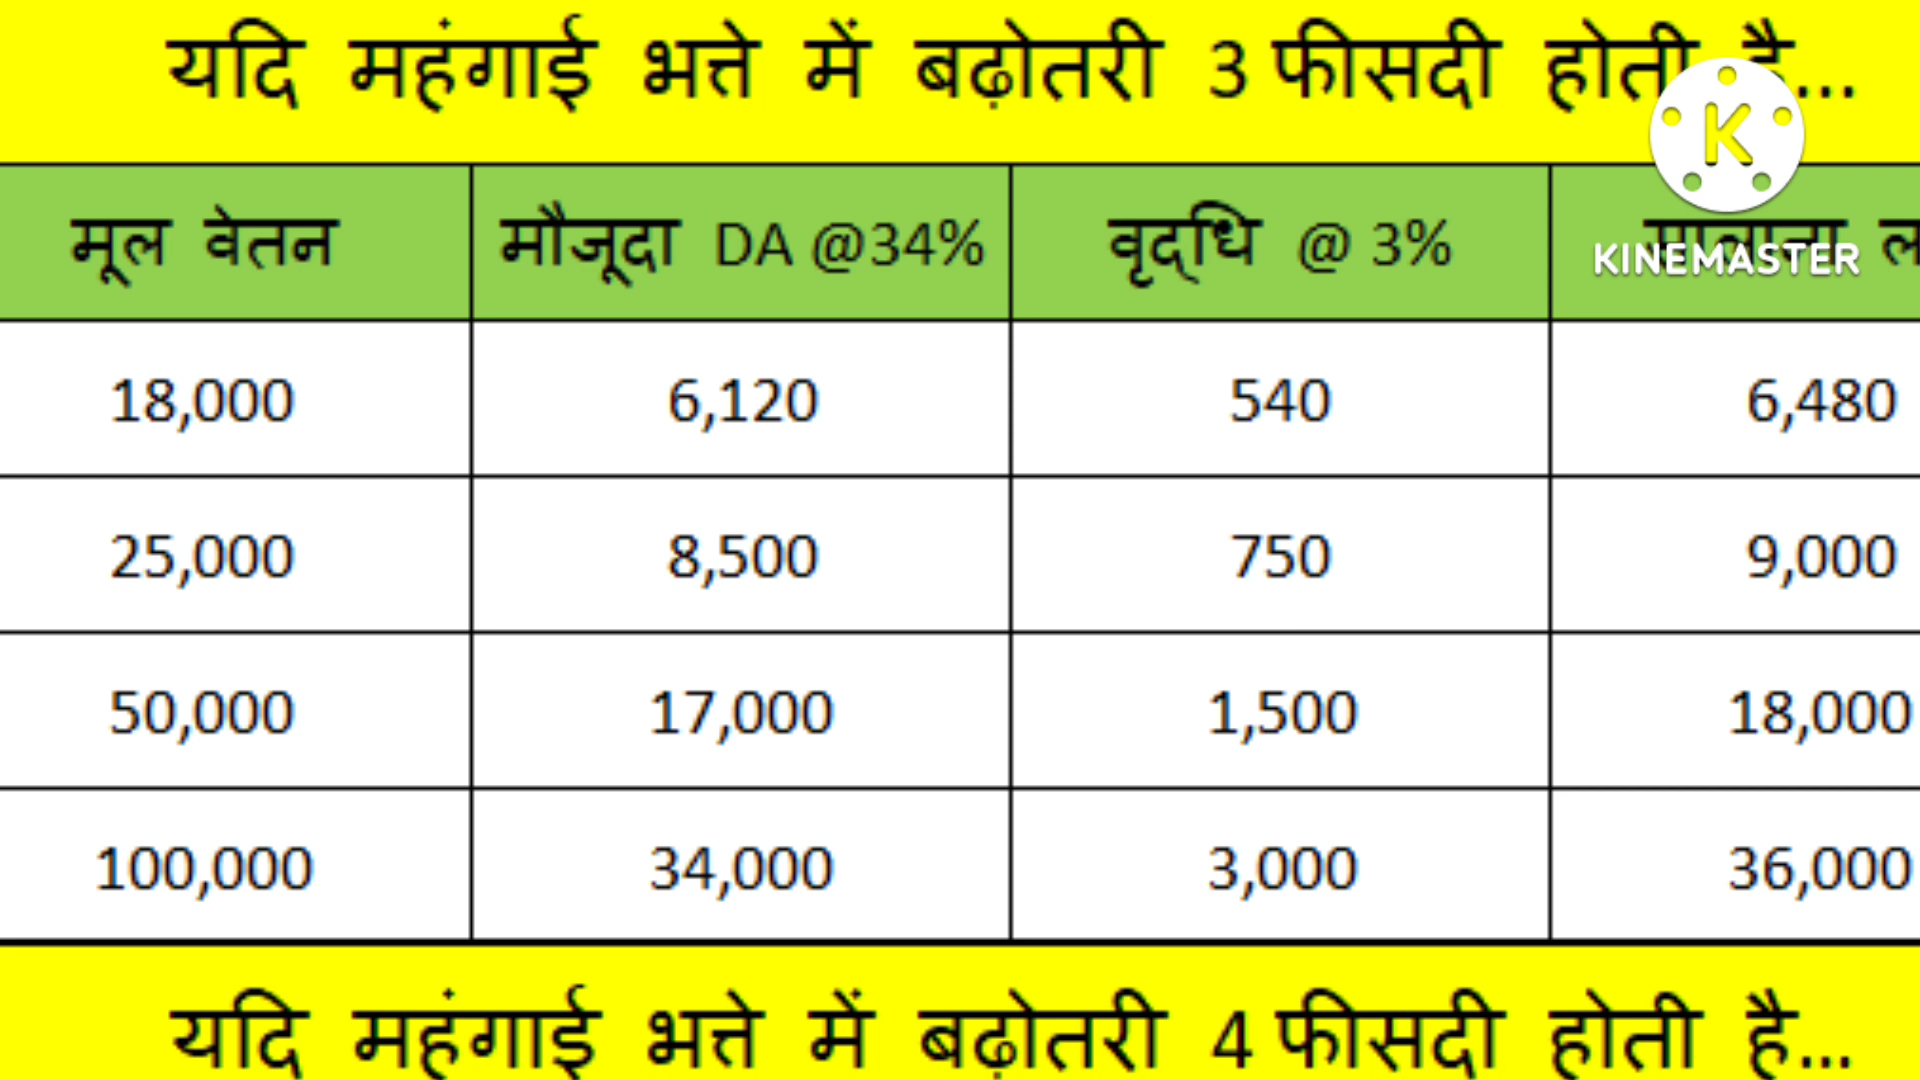 यदि महंगाई भत्ते में बढ़ोतरी 3 फीसदी होती है...
K
KINEMASTER
मूल वेतन मौजूदा DA @34% वृद्धि @ 3%
18,000 6,120 540 6,480
25,000 8,500 750 9,000
50,000 17,000 1,500 18,000
100,000 34,000 3,000 36,000
यदि महंगाई भत्ते में बढ़ोतरी 4 फीसदी होती है...